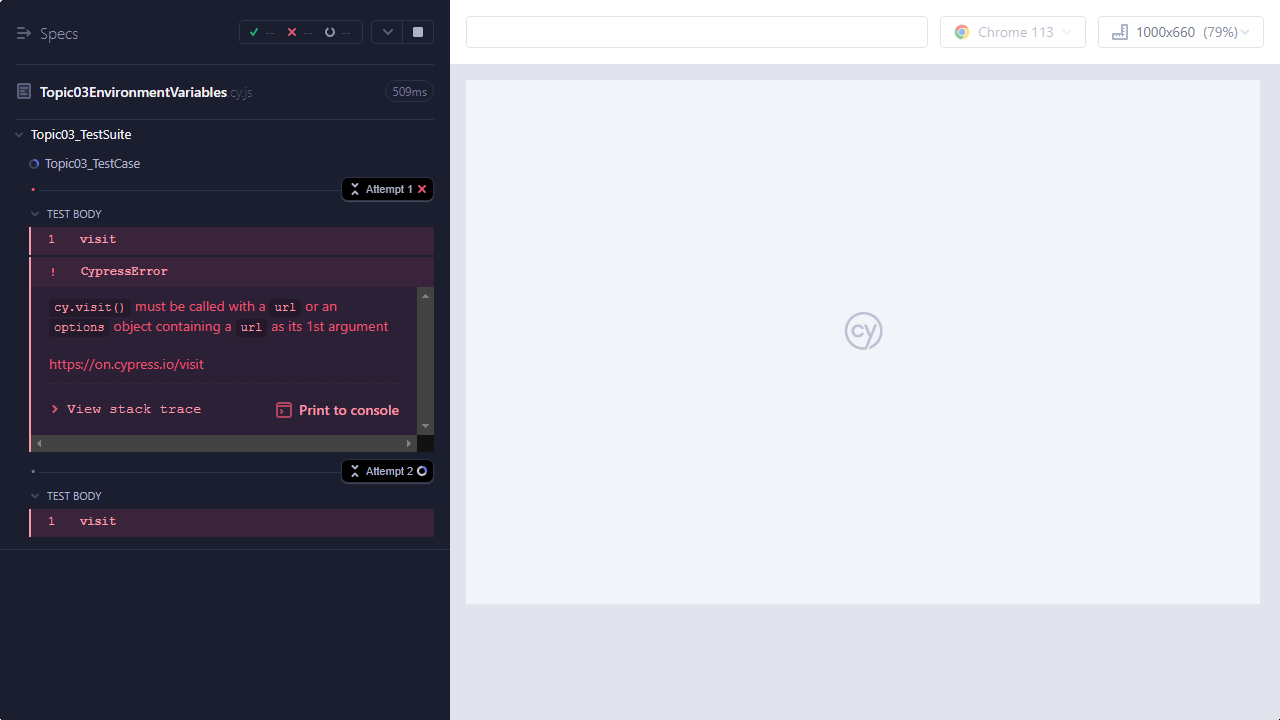 Specs
--
--
--
Chrome 113
1000x660 (79%)
Topic03EnvironmentVariables.cy.js
509ms
Topic03_TestSuite
Topic03_TestCase
Attempt 1
TEST BODY
1 visit
! CypressError
cy.visit() must be called with a url or an
options object containing a url as its 1st argument
https://on.cypress.io/visit
View stack trace
Print to console
cy
Attempt 2
TEST BODY
1 visit